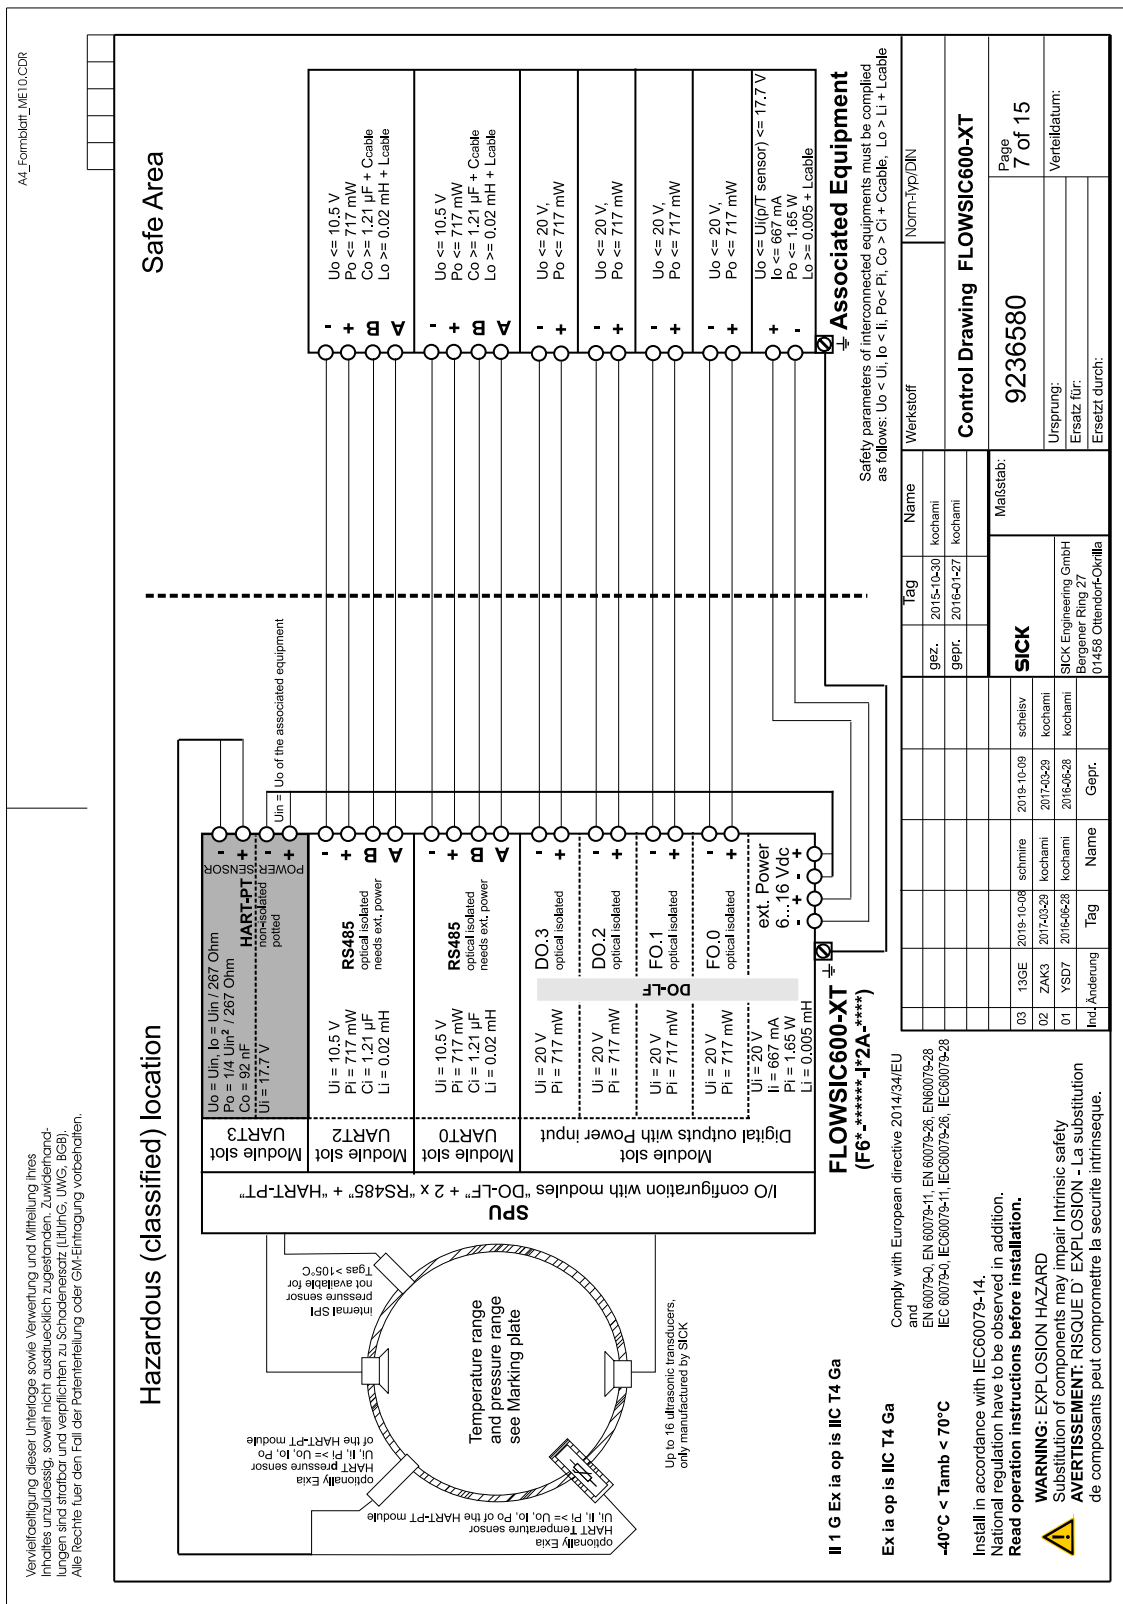 A4_Formblatt_ME10.CDR
Vervielfaeltigung dieser Unterlage sowie Verwertung und Mitteilung ihres
Inhaltes unzulaessig, soweit nicht ausdruecklich zugestanden. Zuwiderhand-
lungen sind strafbar und verpflichten zu Schadenersatz (LitUrhG, UWG, BGB).
Alle Rechte fuer den Fall der Patenterteilung oder GM-Eintragung vorbehalten.
Hazardous (classified) location
Safe Area
optionally Exia
HART Temperature sensor
Ui, Ii, Pi >= Uo, Io, Po of the HART-PT module
optionally Exia
HART pressure sensor
Ui, Ii, Pi >= Uo, Io, Po
of the HART-PT module
internal SPI
pressure sensor
not available for
Tgas >105°C
Temperature range
and pressure range
see Marking plate
Up to 16 ultrasonic transducers,
only manufactured by SICK
SPU
I/O configuration with modules "DO-LF" + 2 x "RS485" + "HART-PT"
Module slot
UART3
Uo = Uin, Io = Uin / 267 Ohm
Po = 1/4 Uin² / 267 Ohm
Co = 92 nF
Ui = 17.7 V
HART-PT
non-isolated
potted
SENSOR
POWER
-
+
-
+
Uin = Uo of the associated equipment
Module slot
UART2
Ui = 10.5 V
Pi = 717 mW
Ci = 1.21 µF
Li = 0.02 mH
RS485
optical isolated
needs ext. power
-
+
B
A
Module slot
UART0
Ui = 10.5 V
Pi = 717 mW
Ci = 1.21 µF
Li = 0.02 mH
RS485
optical isolated
needs ext. power
-
+
B
A
Module slot
Digital outputs with Power input
DO-LF
Ui = 20 V
Pi = 717 mW
DO.3
optical isolated
-
+
Ui = 20 V
Pi = 717 mW
DO.2
optical isolated
-
+
Ui = 20 V
Pi = 717 mW
FO.1
optical isolated
-
+
Ui = 20 V
Pi = 717 mW
FO.0
optical isolated
-
+
Ui = 20 V
Ii = 667 mA
Pi = 1.65 W
Li = 0.005 mH
ext. Power
6...16 Vdc
- + - +
FLOWSIC600-XT
(F6*-******-I*2A-****)
-
+
B
A
Uo <= 10.5 V
Po <= 717 mW
Co >= 1.21 µF + Ccable
Lo >= 0.02 mH + Lcable
-
+
B
A
Uo <= 10.5 V
Po <= 717 mW
Co >= 1.21 µF + Ccable
Lo >= 0.02 mH + Lcable
-
+
Uo <= 20 V,
Po <= 717 mW
-
+
Uo <= 20 V,
Po <= 717 mW
-
+
Uo <= 20 V,
Po <= 717 mW
-
+
Uo <= 20 V,
Po <= 717 mW
+
-
Uo <= Ui(p/T sensor) <= 17.7 V
Io <= 667 mA
Po <= 1.65 W
Lo >= 0.005 + Lcable
Associated Equipment
Safety parameters of interconnected equipments must be complied
as follows: Uo < Ui, Io < Ii, Po< Pi, Co > Ci + Ccable, Lo > Li + Lcable
II 1 G Ex ia op is IIC T4 Ga
Ex ia op is IIC T4 Ga
-40°C < Tamb < 70°C
Comply with European directive 2014/34/EU
and
EN 60079-0, EN 60079-11, EN 60079-26, EN60079-28
IEC 60079-0, IEC60079-11, IEC60079-26, IEC60079-28
Install in accordance with IEC60079-14.
National regulation have to be observed in addition.
Read operation instructions before installation.
WARNING: EXPLOSION HAZARD
Substitution of components may impair Intrinsic safety
AVERTISSEMENT: RISQUE D` EXPLOSION - La substitution
de composants peut compromettre la securite intrinseque.
03 13GE 2019-10-08 schmire 2019-10-09 scheisv
02 ZAK3 2017-03-29 kochami 2017-03-29 kochami
01 YSD7 2016-06-28 kochami 2016-06-28 kochami
Ind. Änderung Tag Name Gepr.
Tag Name
gez. 2015-10-30 kochami
gepr. 2016-01-27 kochami
SICK
SICK Engineering GmbH
Bergener Ring 27
01458 Ottendorf-Okrilla
Maßstab:
Werkstoff
Norm-Typ/DIN
Control Drawing FLOWSIC600-XT
9236580
Page
7 of 15
Ursprung:
Ersatz für:
Ersetzt durch:
Verteildatum: